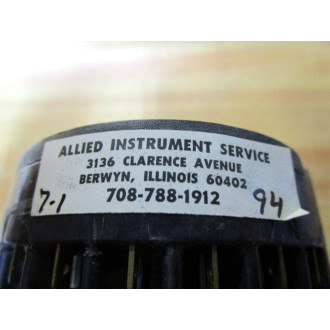 ALLIED INSTRUMENT SERVICE
3136 CLARENCE AVENUE
BERWYN, ILLINOIS 60402
7-1 708-788-1912 94